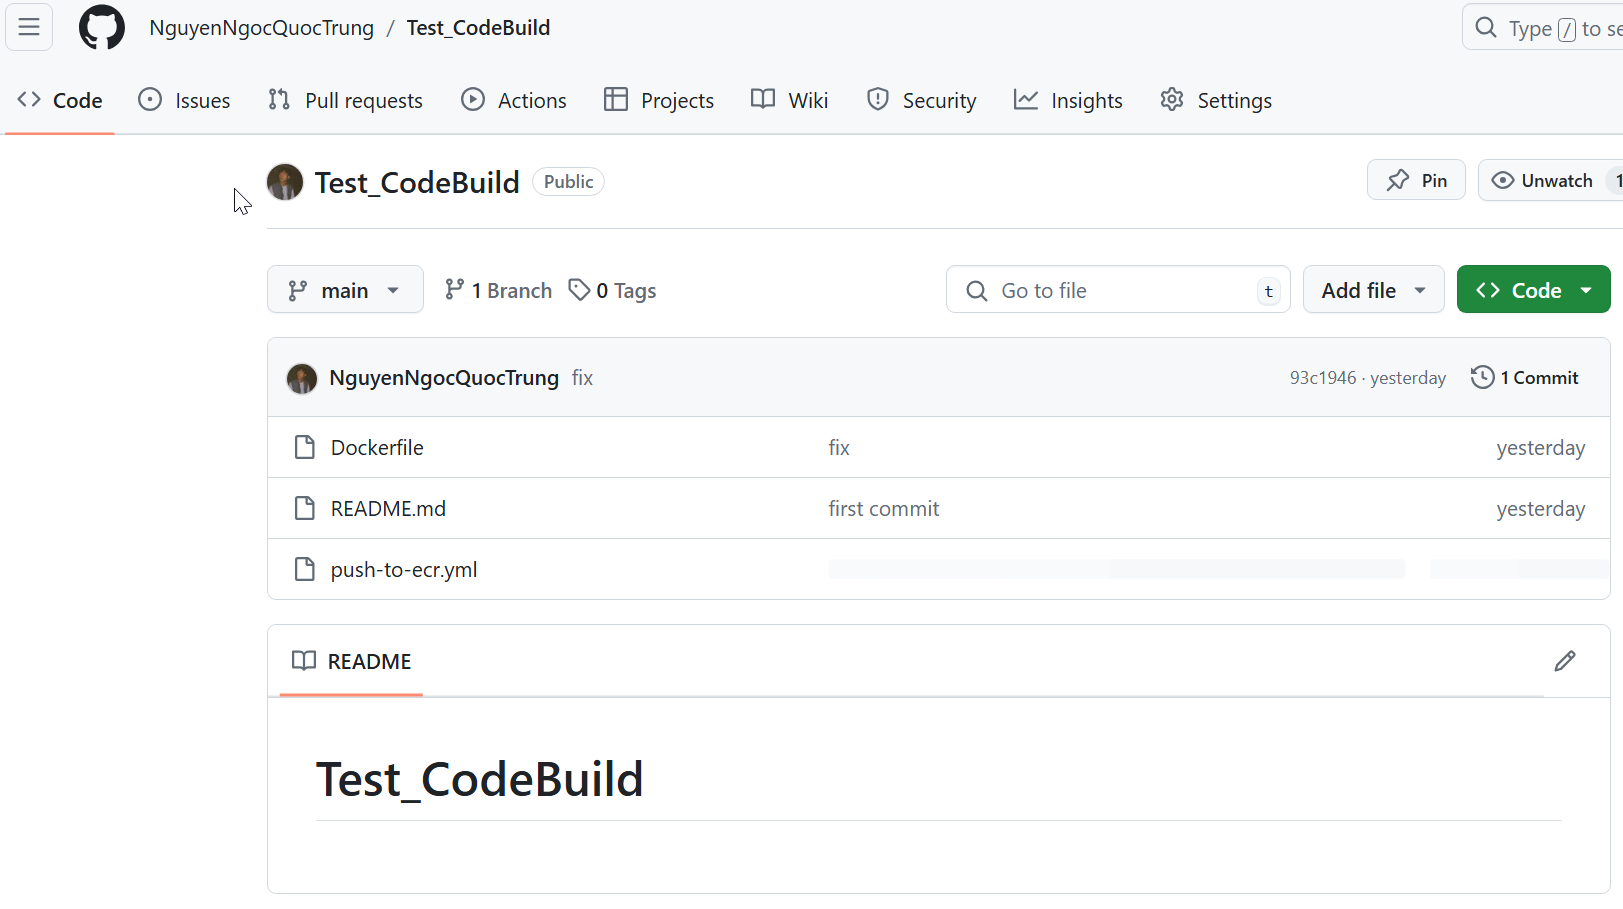 NguyenNgocQuocTrung / Test_CodeBuild
Type / to se
Code Issues Pull requests Actions Projects Wiki Security Insights Settings
Test_CodeBuild Public
Pin Unwatch 1
main 1 Branch 0 Tags Go to file t Add file Code
NguyenNgocQuocTrung fix 93c1946 · yesterday 1 Commit
Dockerfile fix yesterday
README.md first commit yesterday
push-to-ecr.yml
README
Test_CodeBuild